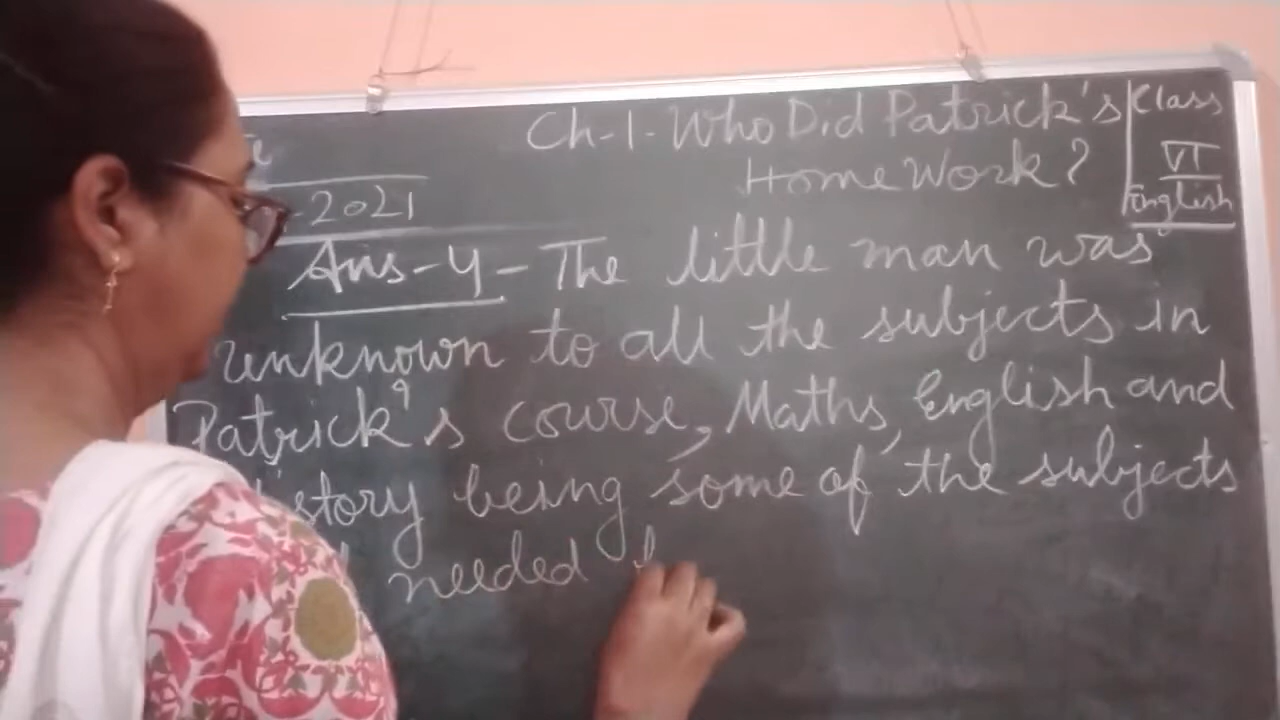 Ch-1-Who Did Patrick's
Home Work?
Class
VI
English
-2021
Ans-4-The little man was
unknown to all the subjects in
Patrick's course, Maths, English and
story being some of the subjects
needed